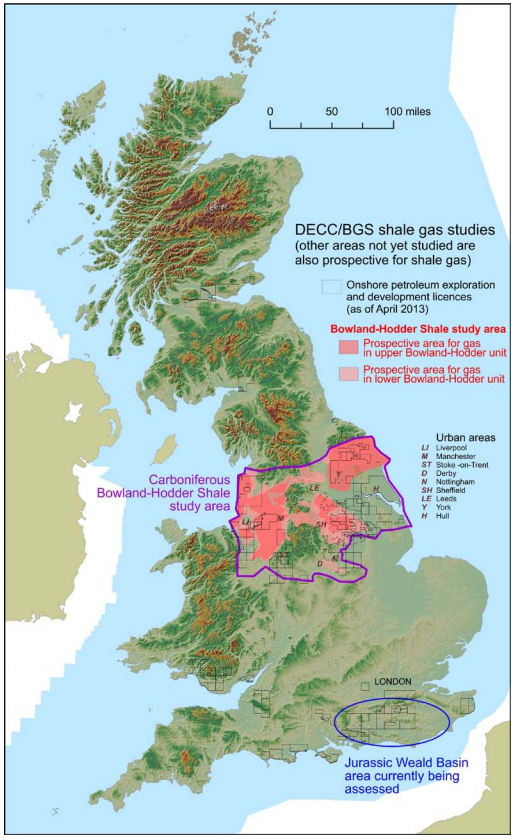 0 50 100 miles
DECC/BGS shale gas studies
(other areas not yet studied are
also prospective for shale gas)
Onshore petroleum exploration
and development licences
(as of April 2013)
Bowland-Hodder Shale study area
Prospective area for gas
in upper Bowland-Hodder unit
Prospective area for gas
in lower Bowland-Hodder unit
Urban areas
LI Liverpool
M Manchester
ST Stoke -on-Trent
D Derby
N Nottingham
SH Sheffield
LE Leeds
Y York
H Hull
Carboniferous
Bowland-Hodder Shale
study area
Y
LE
H
LI
M
SH
N
D
LONDON
Jurassic Weald Basin
area currently being
assessed